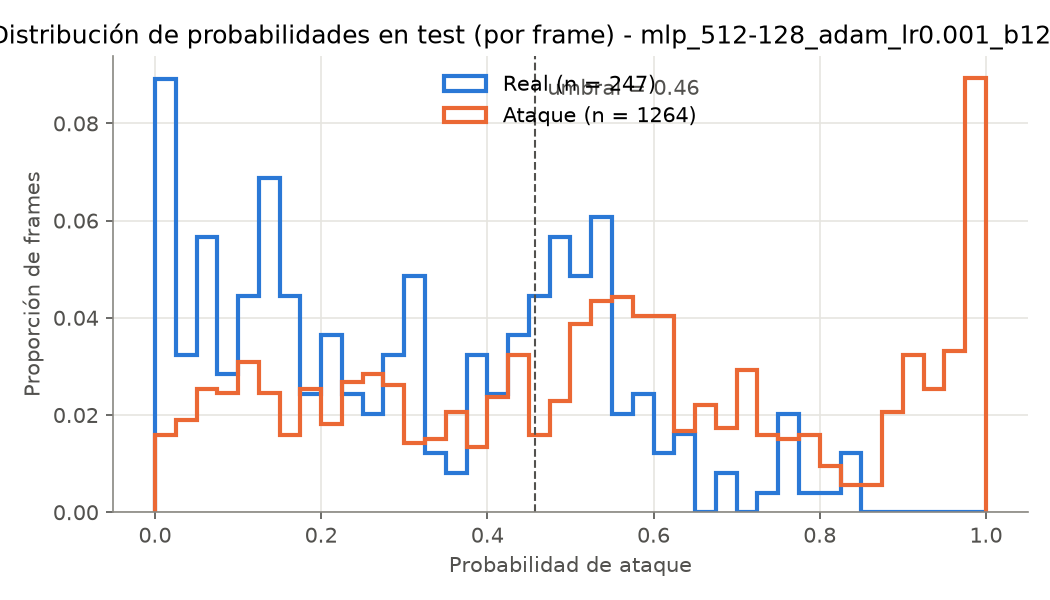 Distribución de probabilidades en test (por frame) - mlp_512-128_adam_lr0.001_b12
Real (n = 247)
umbral = 0.46
Ataque (n = 1264)
Proporción de frames
0.08
0.06
0.04
0.02
0.00
0.0 0.2 0.4 0.6 0.8 1.0
Probabilidad de ataque